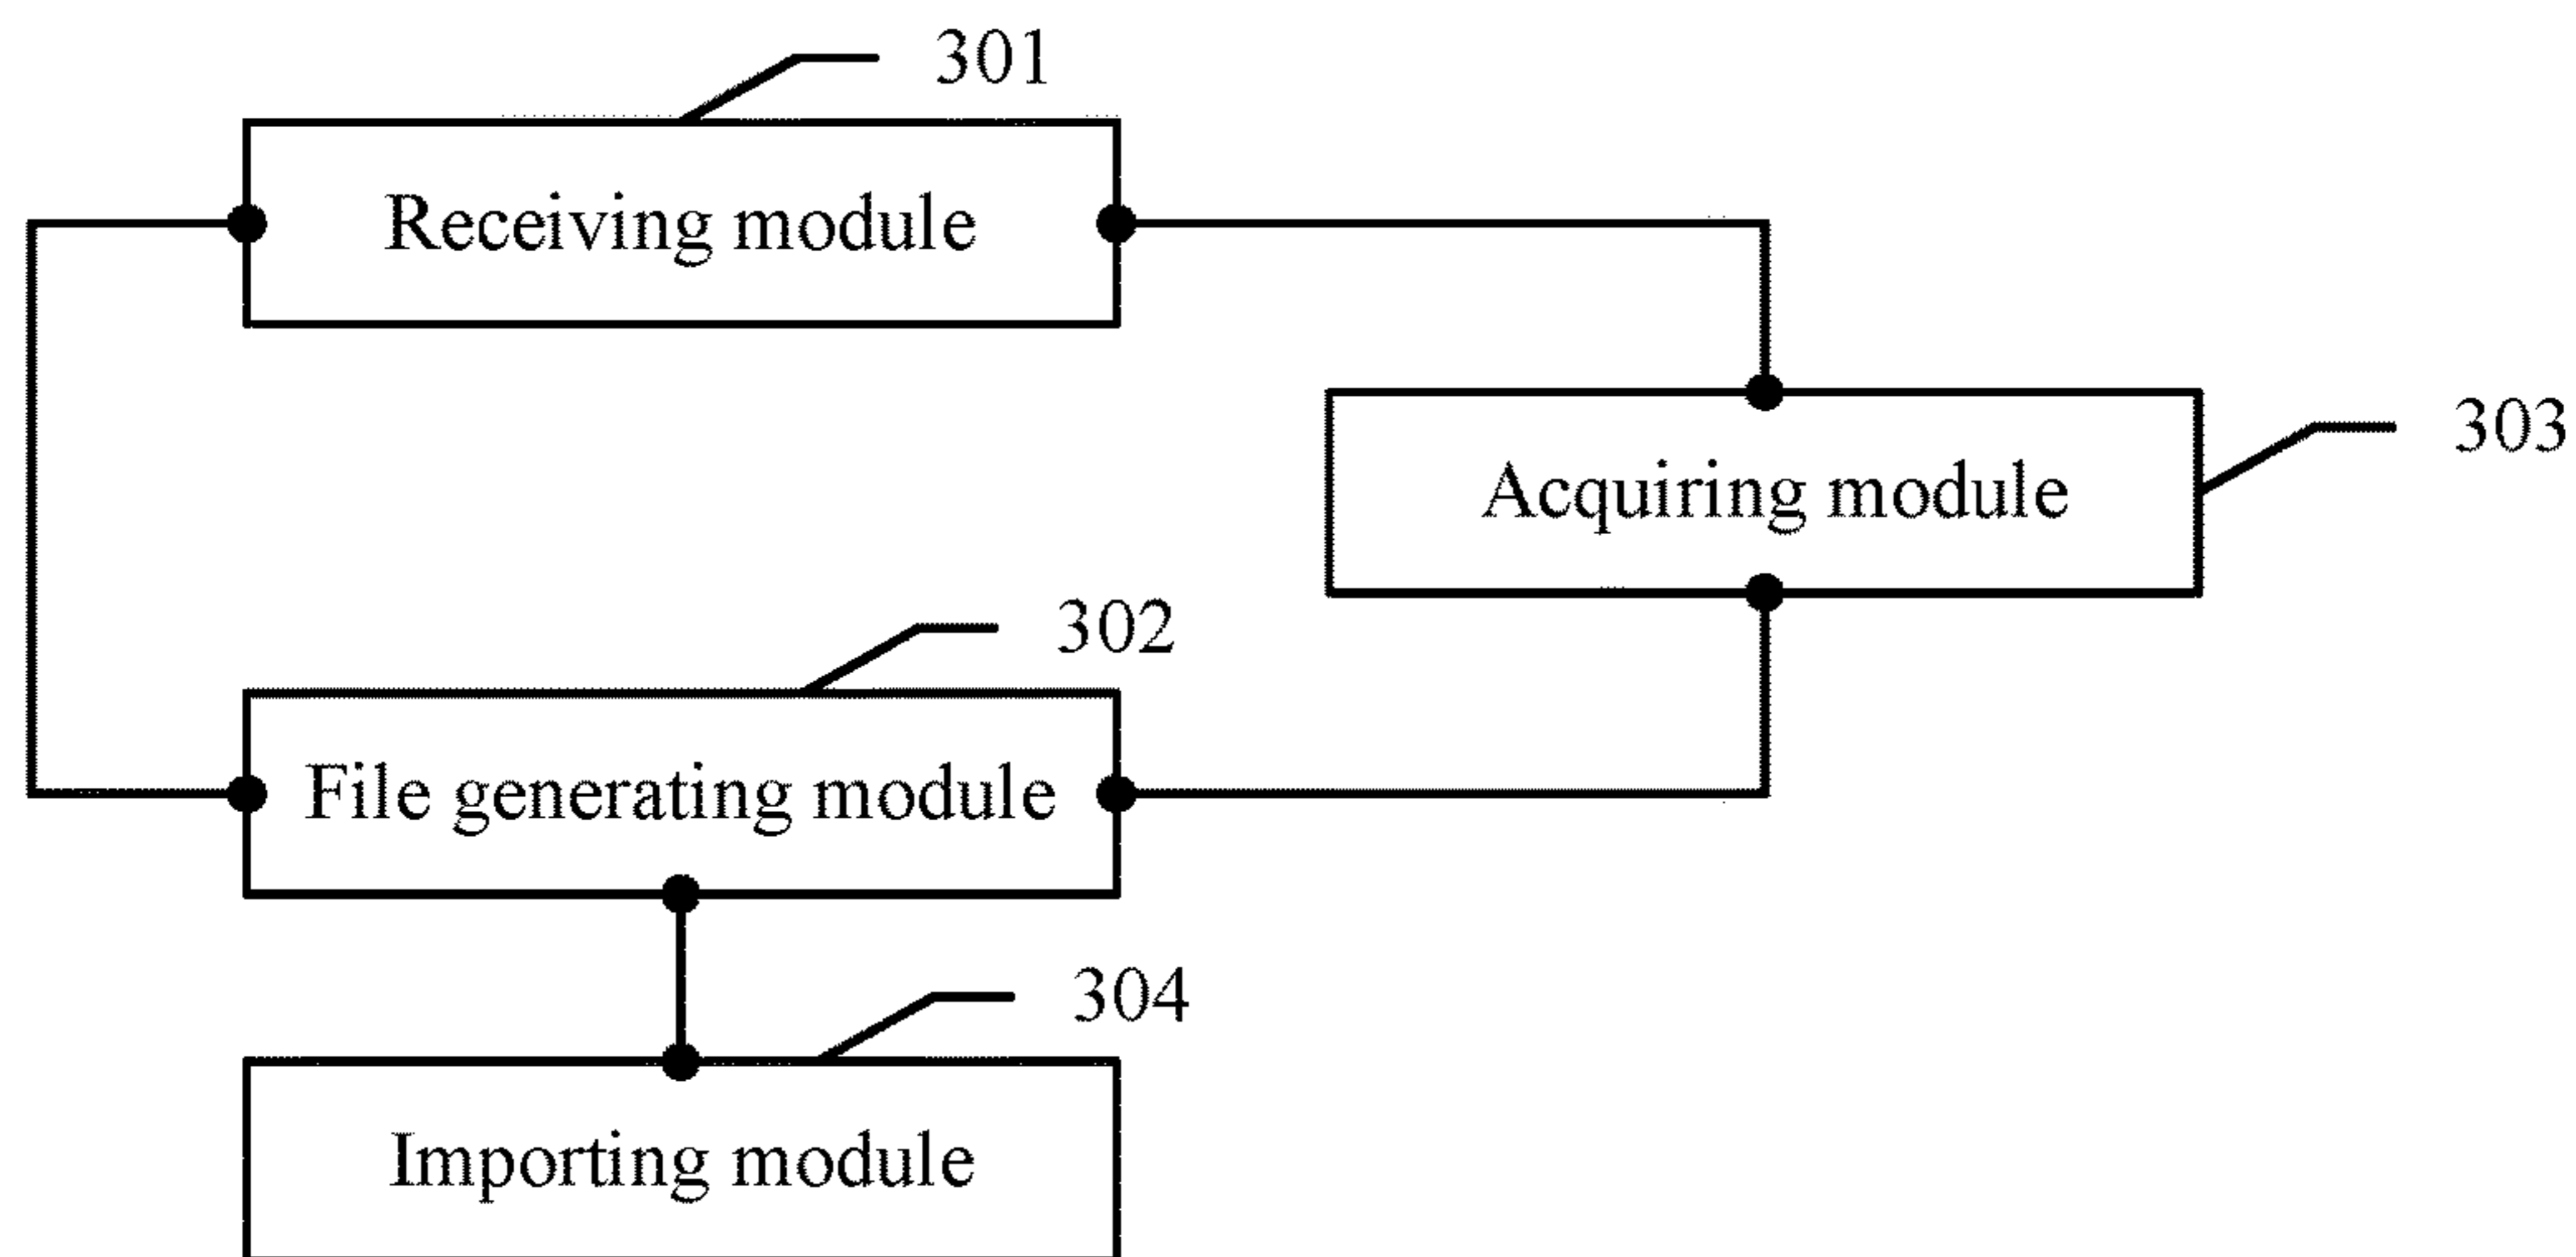 301
Receiving module
303
Acquiring module
302
File generating module
304
Importing module